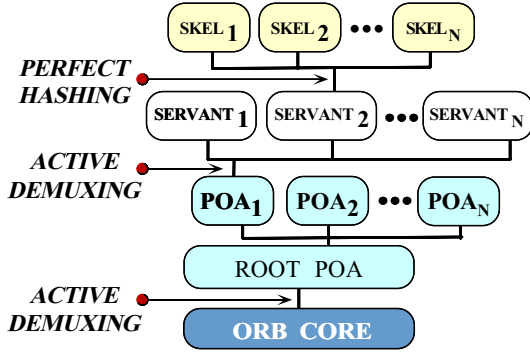 SKEL 1 SKEL 2 ••• SKEL N
PERFECT
HASHING
SERVANT 1 SERVANT 2 ••• SERVANT N
ACTIVE
DEMUXING
POA1 POA2 ••• POAN
ROOT POA
ACTIVE
DEMUXING
ORB CORE